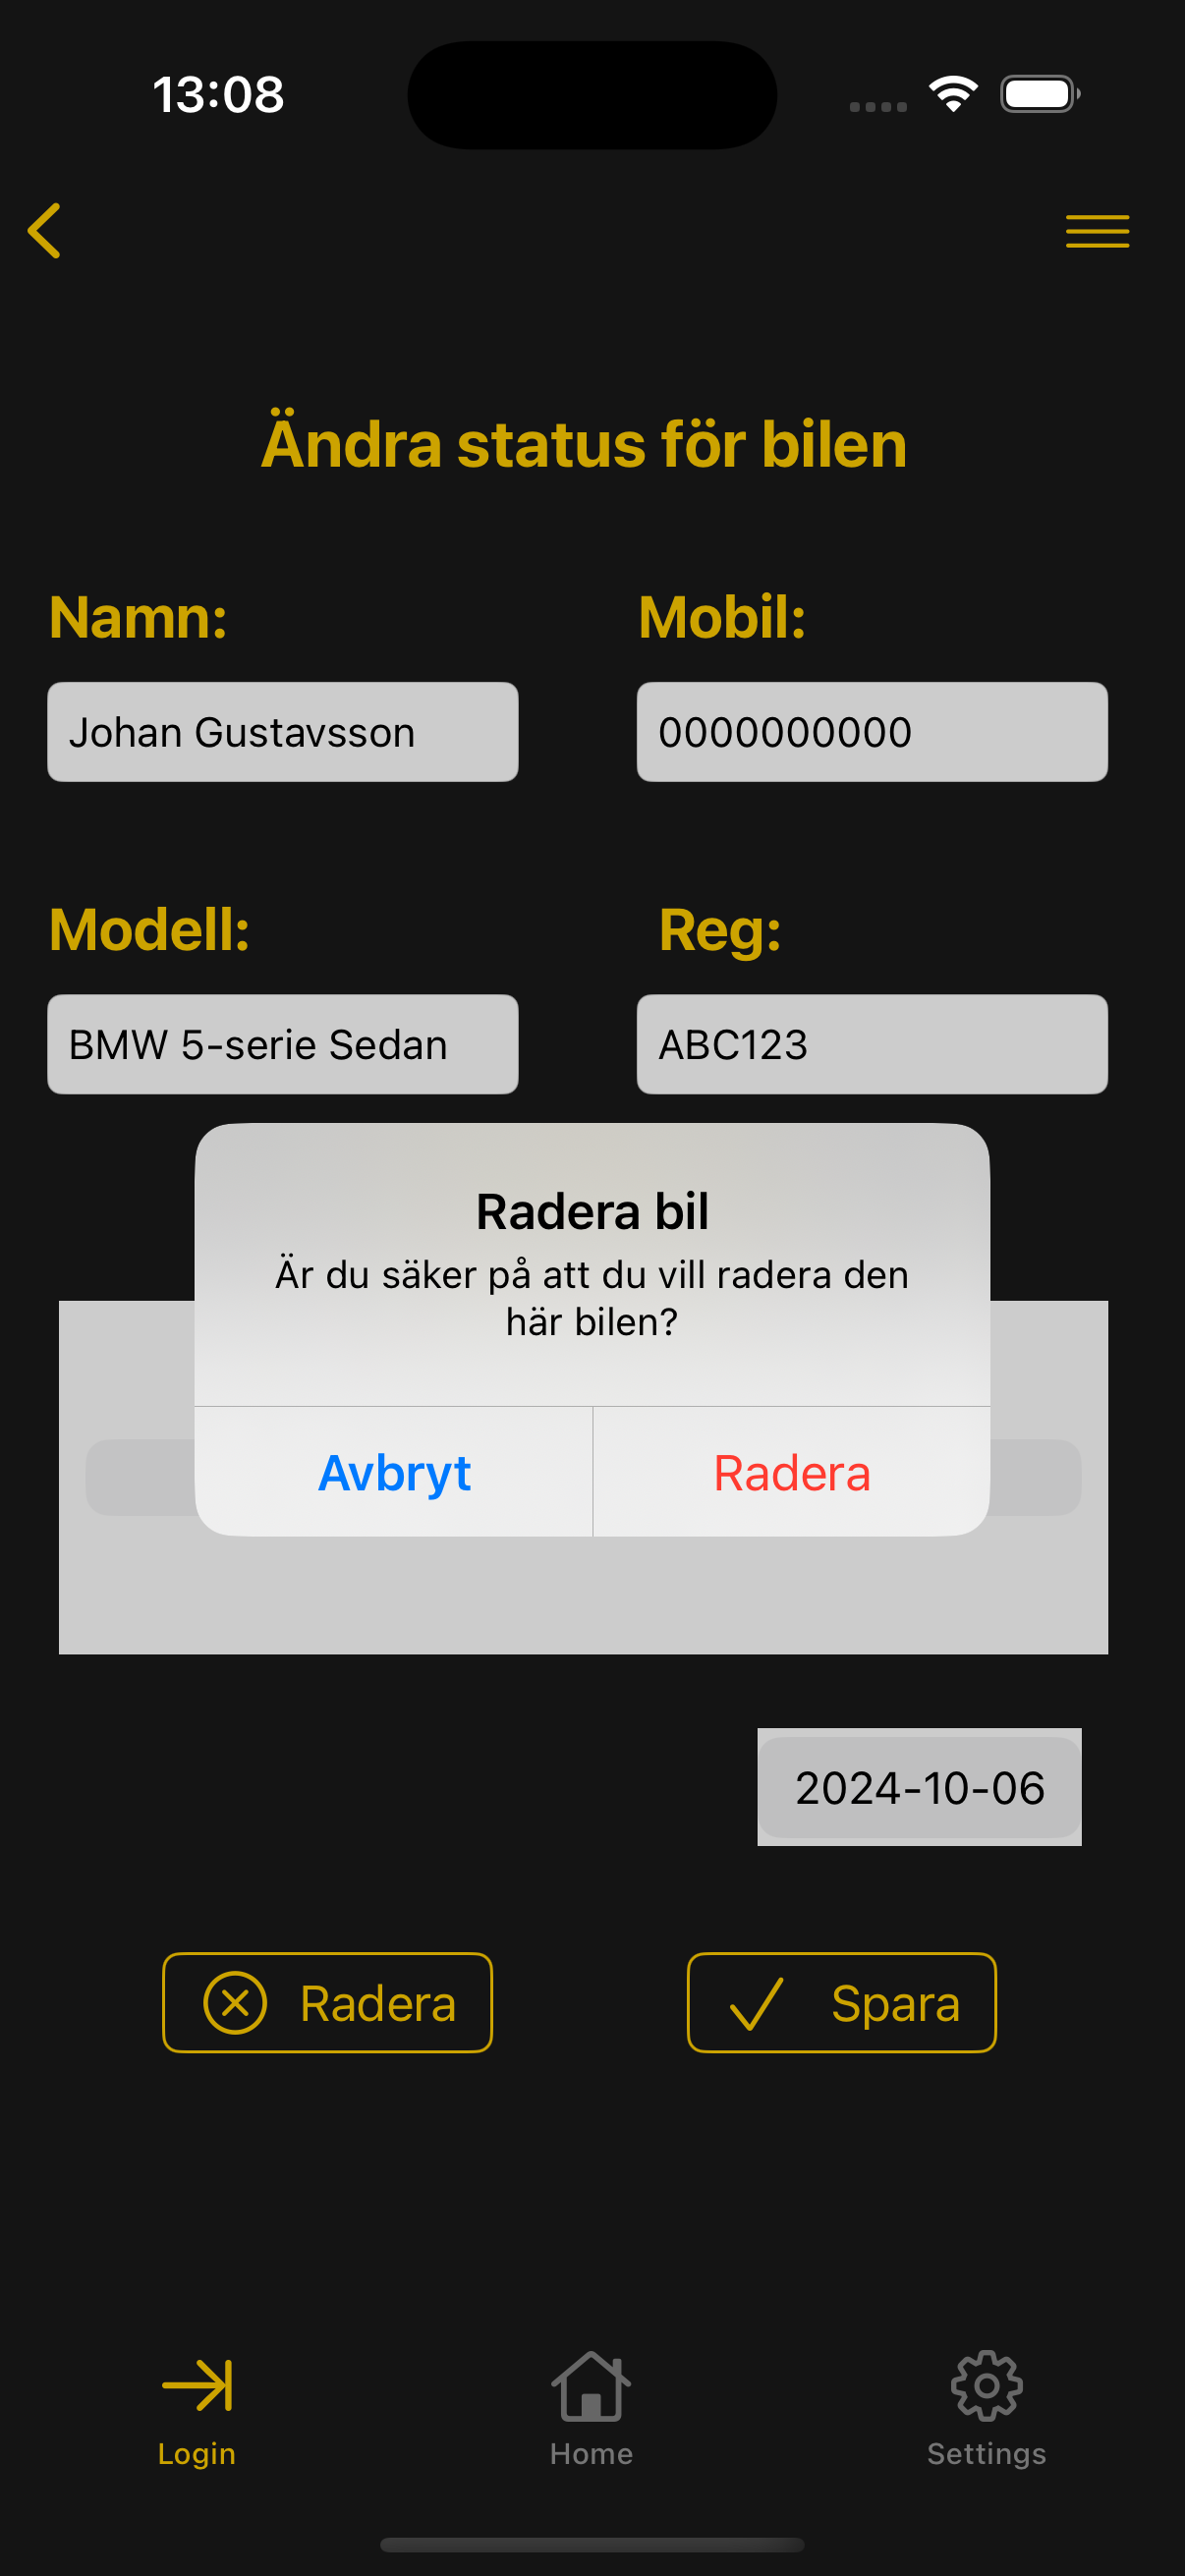 13:08
Ändra status för bilen
Namn:
Mobil:
Johan Gustavsson
0000000000
Modell:
Reg:
BMW 5-serie Sedan
ABC123
Radera bil
Är du säker på att du vill radera den
här bilen?
Avbryt
Radera
2024-10-06
Radera
Spara
Login
Home
Settings